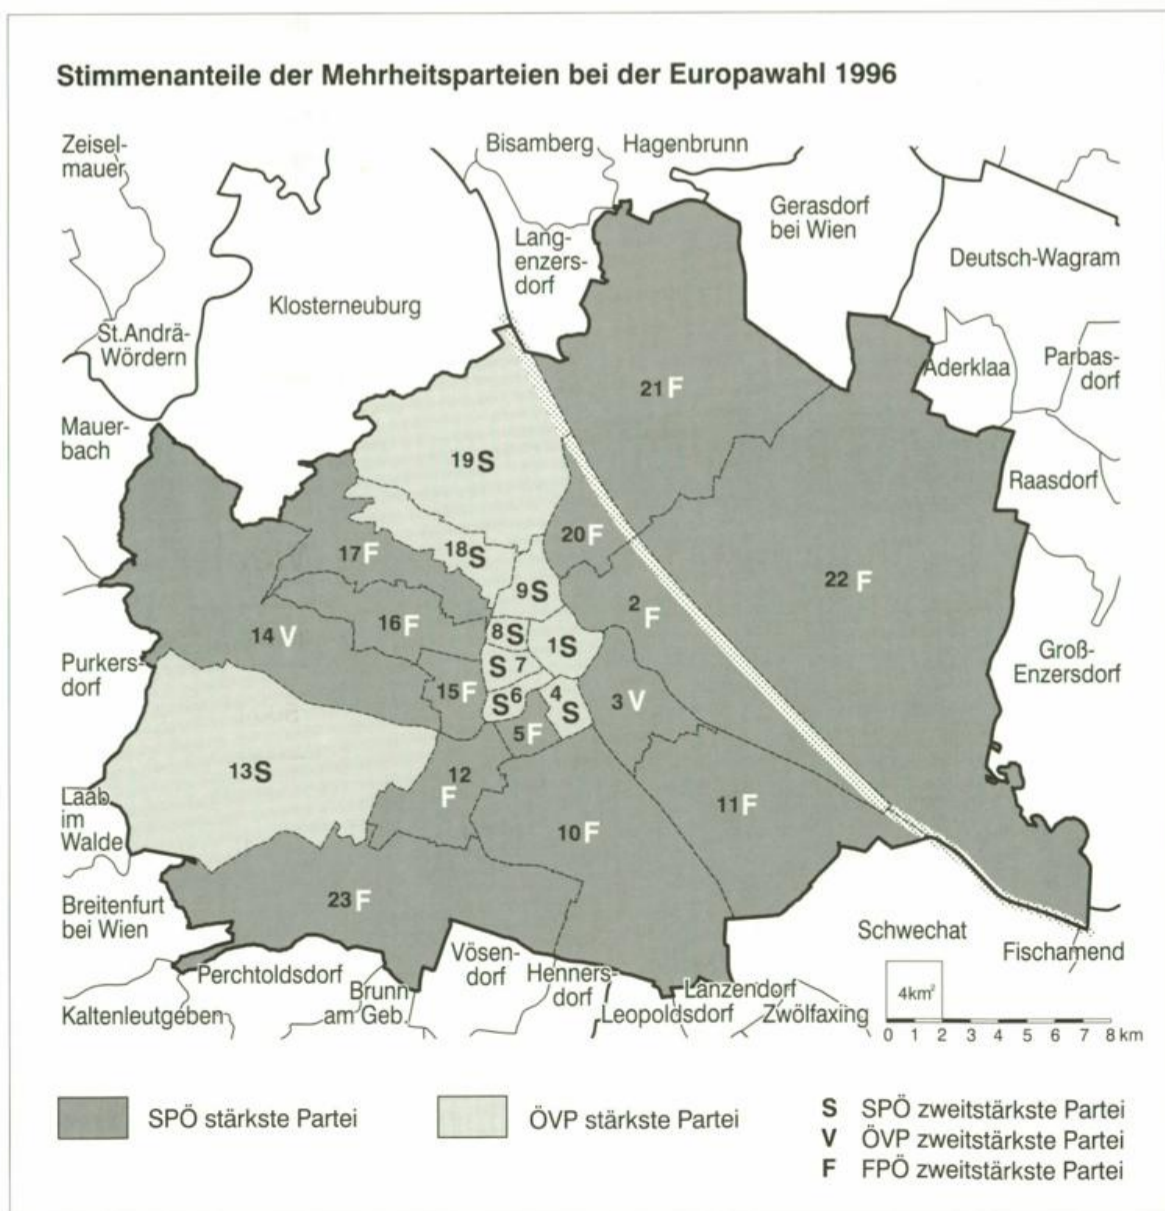 Stimmenanteile der Mehrheitsparteien bei der Europawahl 1996
Zeisel-
mauer
Bisamberg
Hagenbrunn
Gerasdorf
bei Wien
Lang-
enzers-
dorf
Deutsch-Wagram
Klosterneuburg
St.Andrä-
Wördern
Aderklaa
Parbas-
dorf
21 F
Mauer-
bach
19 S
Raasdorf
20 F
17 F
18 S
22 F
9 S
2 F
16 F
14 V
8 S
1 S
Purkers-
dorf
S 7
Groß-
Enzersdorf
15 F
S 6
4 S
3 V
5 F
13 S
12 F
Laab
im
Walde
11 F
10 F
23 F
Breitenfurt
bei Wien
Schwechat
Fischamend
Perchtoldsdorf
Vösen-
dorf
Henners-
dorf
Brunn
am Geb.
Lanzendorf
Kaltenleutgeben
Leopoldsdorf
Zwölfaxing
4km²
0 1 2 3 4 5 6 7 8 km
SPÖ stärkste Partei
ÖVP stärkste Partei
S SPÖ zweitstärkste Partei
V ÖVP zweitstärkste Partei
F FPÖ zweitstärkste Partei